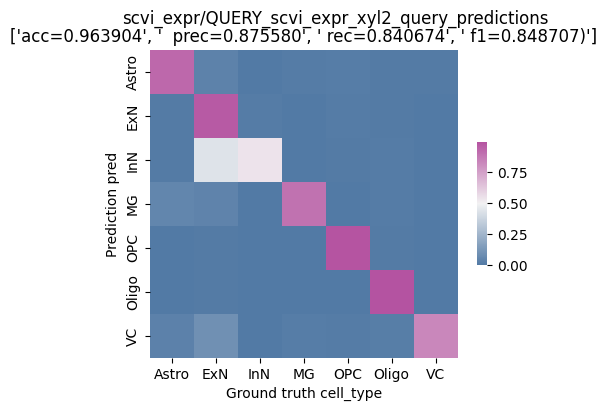 scvi_expr/QUERY_scvi_expr_xyl2_query_predictions
['acc=0.963904', '  prec=0.875580', ' rec=0.840674', ' f1=0.848707)']
Astro
ExN
InN
MG
OPC
Oligo
VC
Prediction pred
Astro ExN InN MG OPC Oligo VC
Ground truth cell_type
0.75
0.50
0.25
0.00